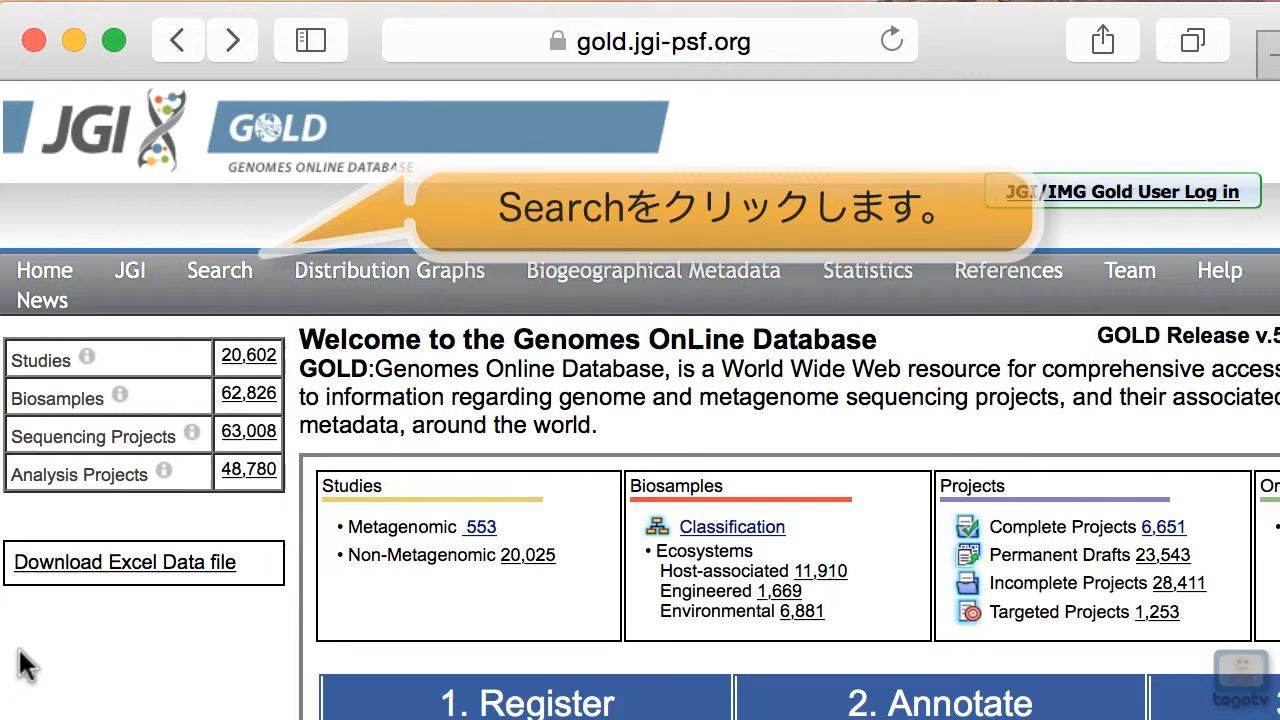 gold.jgi-psf.org
JGI GOLD
GENOMES ONLINE DATABASE
Searchをクリックします。
JGI/IMG Gold User Log in
Home JGI Search Distribution Graphs Biogeographical Metadata Statistics References Team Help
News
Studies 20,602
Biosamples 62,826
Sequencing Projects 63,008
Analysis Projects 48,780
Download Excel Data file
Welcome to the Genomes OnLine Database
GOLD Release v.5
GOLD:Genomes Online Database, is a World Wide Web resource for comprehensive access
to information regarding genome and metagenome sequencing projects, and their associated
metadata, around the world.
Studies
• Metagenomic 553
• Non-Metagenomic 20,025
Biosamples
Classification
• Ecosystems
Host-associated 11,910
Engineered 1,669
Environmental 6,881
Projects
Complete Projects 6,651
Permanent Drafts 23,543
Incomplete Projects 28,411
Targeted Projects 1,253
Or
1. Register
2. Annotate
togotv